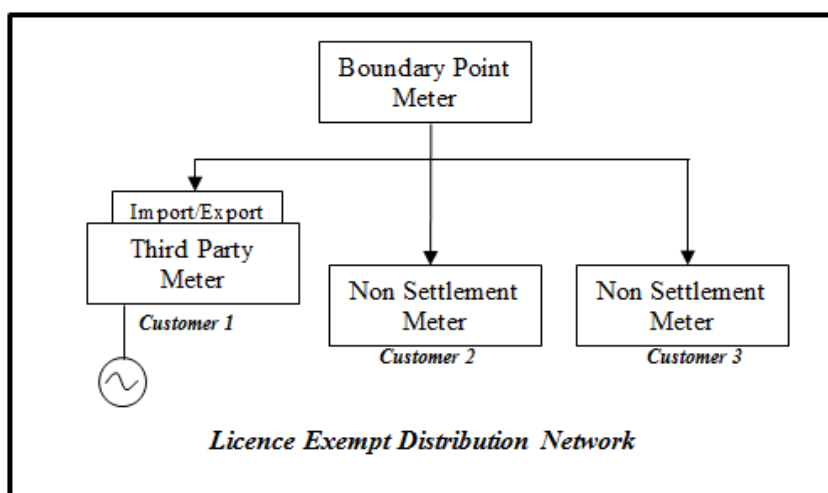 Boundary Point
Meter
Import/Export
Third Party
Meter
Customer 1
Non Settlement
Meter
Customer 2
Non Settlement
Meter
Customer 3
Licence Exempt Distribution Network